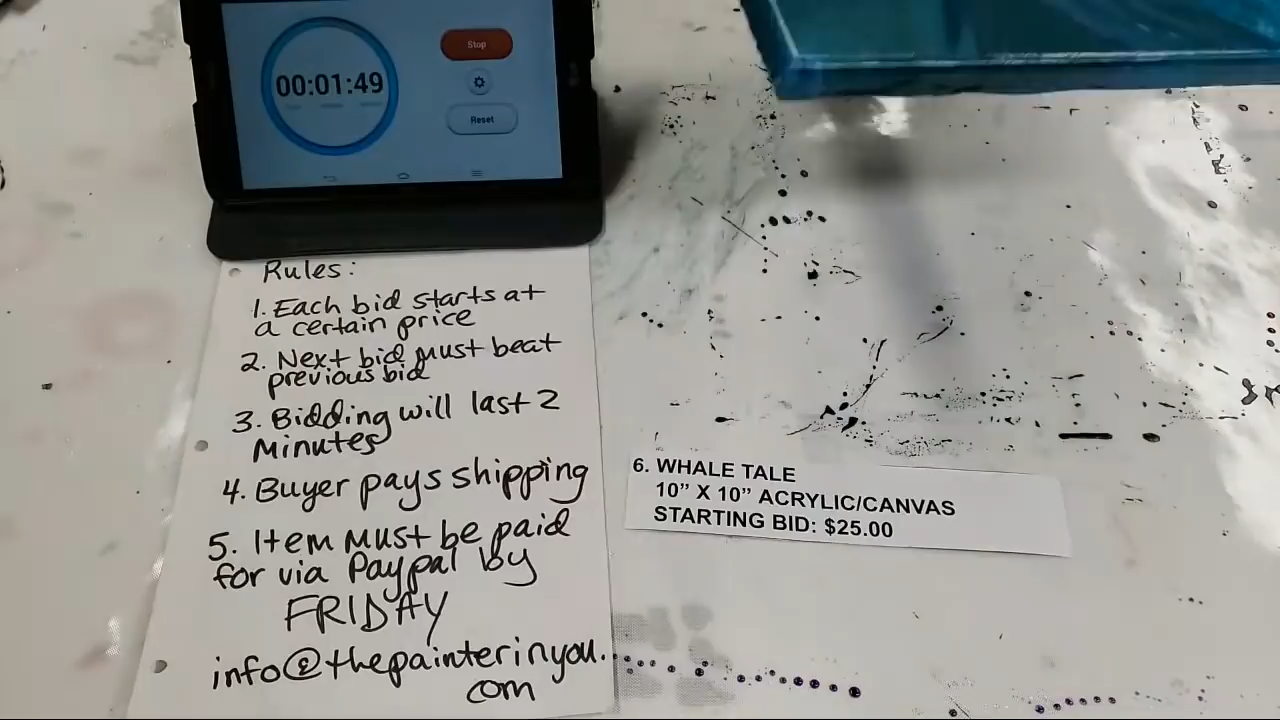 00:01:49
Stop
Reset
Rules:
1. Each bid starts at
a certain price
2. Next bid must beat
previous bid
3. Bidding will last 2
Minutes
4. Buyer pays shipping
5. Item must be paid
for via Paypal by
FRIDAY
info@thepainterinyou.
com
6. WHALE TALE
10” X 10” ACRYLIC/CANVAS
STARTING BID: $25.00